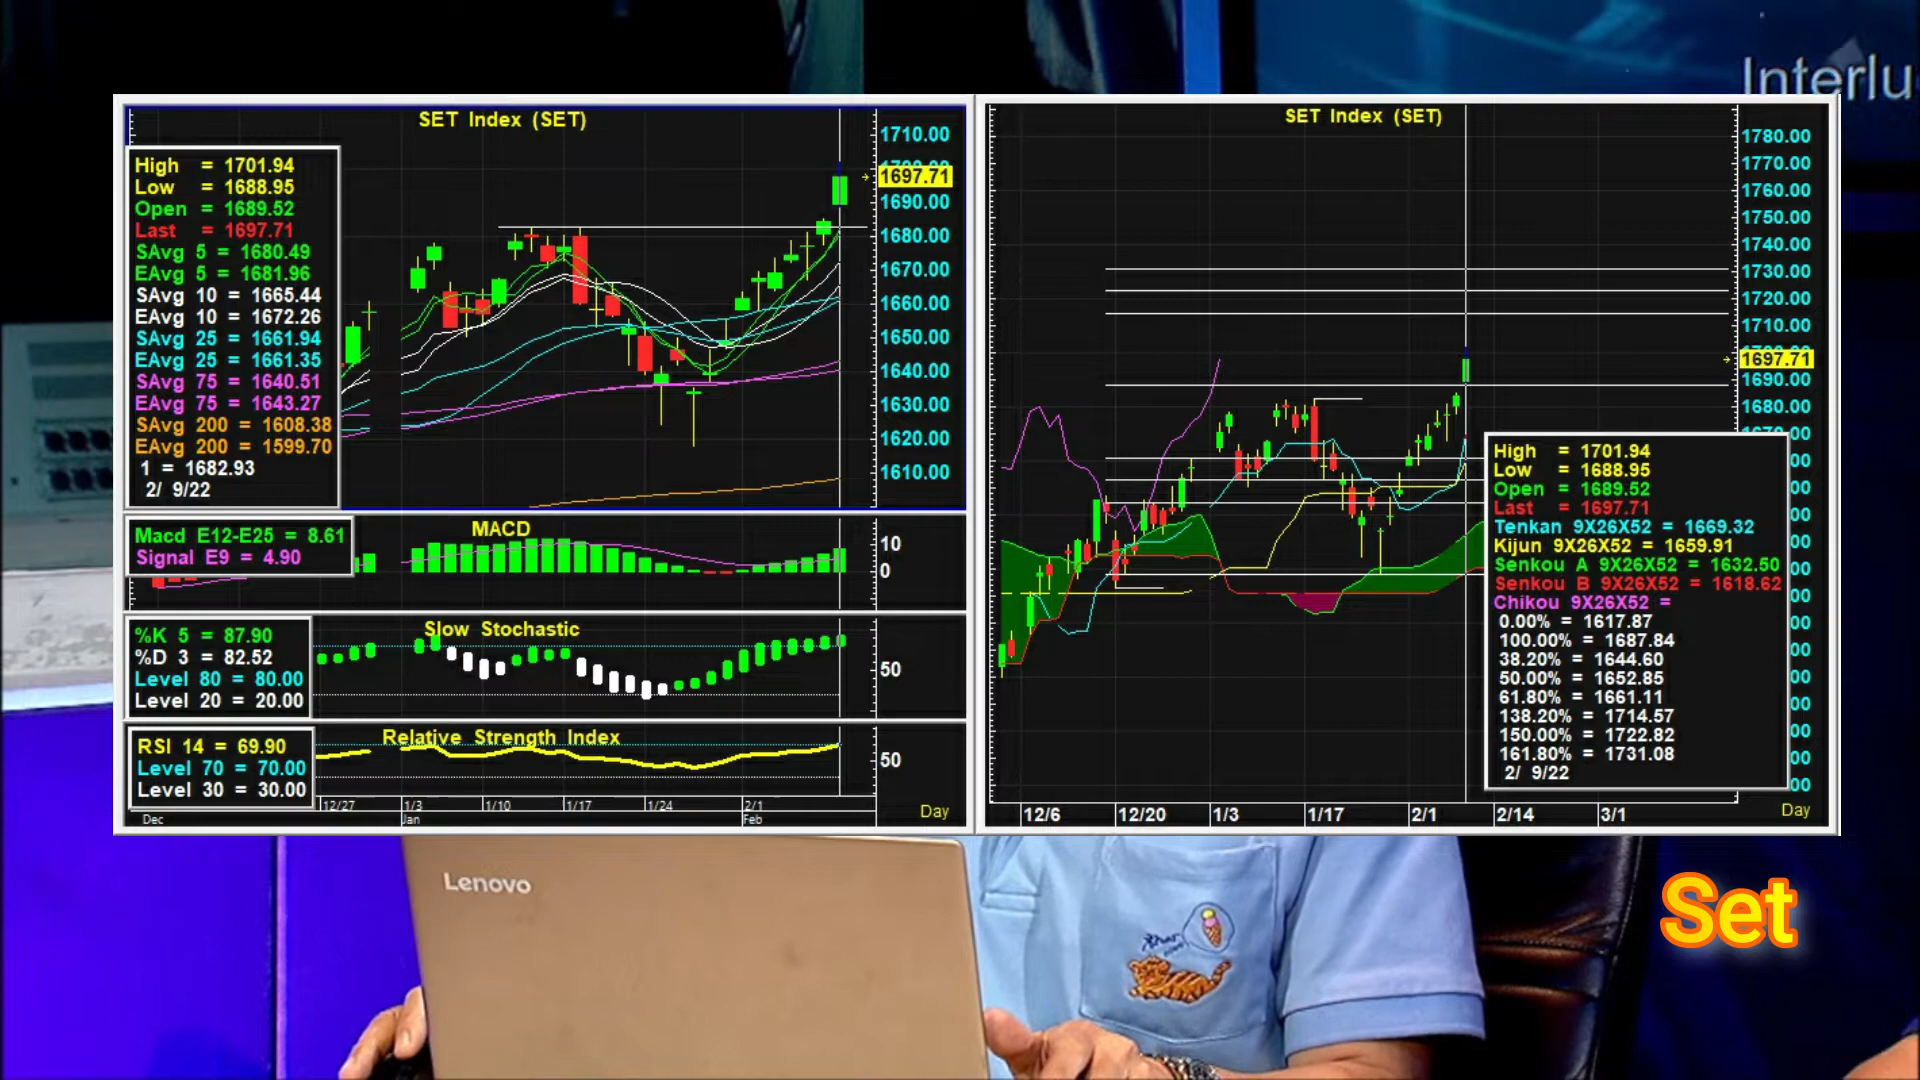 Interlu
SET Index (SET)
1710.00
1697.71
1690.00
1680.00
1670.00
1660.00
1650.00
1640.00
1630.00
1620.00
1610.00
High = 1701.94
Low = 1688.95
Open = 1689.52
Last = 1697.71
SAvg 5 = 1680.49
EAvg 5 = 1681.96
SAvg 10 = 1665.44
EAvg 10 = 1672.26
SAvg 25 = 1661.94
EAvg 25 = 1661.35
SAvg 75 = 1640.51
EAvg 75 = 1643.27
SAvg 200 = 1608.38
EAvg 200 = 1599.70
1 = 1682.93
2/ 9/22
MACD
Macd E12-E25 = 8.61
Signal E9 = 4.90
10
0
Slow Stochastic
%K 5 = 87.90
%D 3 = 82.52
Level 80 = 80.00
Level 20 = 20.00
50
Relative Strength Index
RSI 14 = 69.90
Level 70 = 70.00
Level 30 = 30.00
50
12/27 1/3 1/10 1/17 1/24 2/1
Dec Jan Feb
Day
SET Index (SET)
1780.00
1770.00
1760.00
1750.00
1740.00
1730.00
1720.00
1710.00
1697.71
1690.00
1680.00
High = 1701.94
Low = 1688.95
Open = 1689.52
Last = 1697.71
Tenkan 9X26X52 = 1669.32
Kijun 9X26X52 = 1659.91
Senkou A 9X26X52 = 1632.50
Senkou B 9X26X52 = 1618.62
Chikou 9X26X52 =
0.00% = 1617.87
100.00% = 1687.84
38.20% = 1644.60
50.00% = 1652.85
61.80% = 1661.11
138.20% = 1714.57
150.00% = 1722.82
161.80% = 1731.08
2/ 9/22
12/6 12/20 1/3 1/17 2/1 2/14 3/1
Day
Lenovo
Set